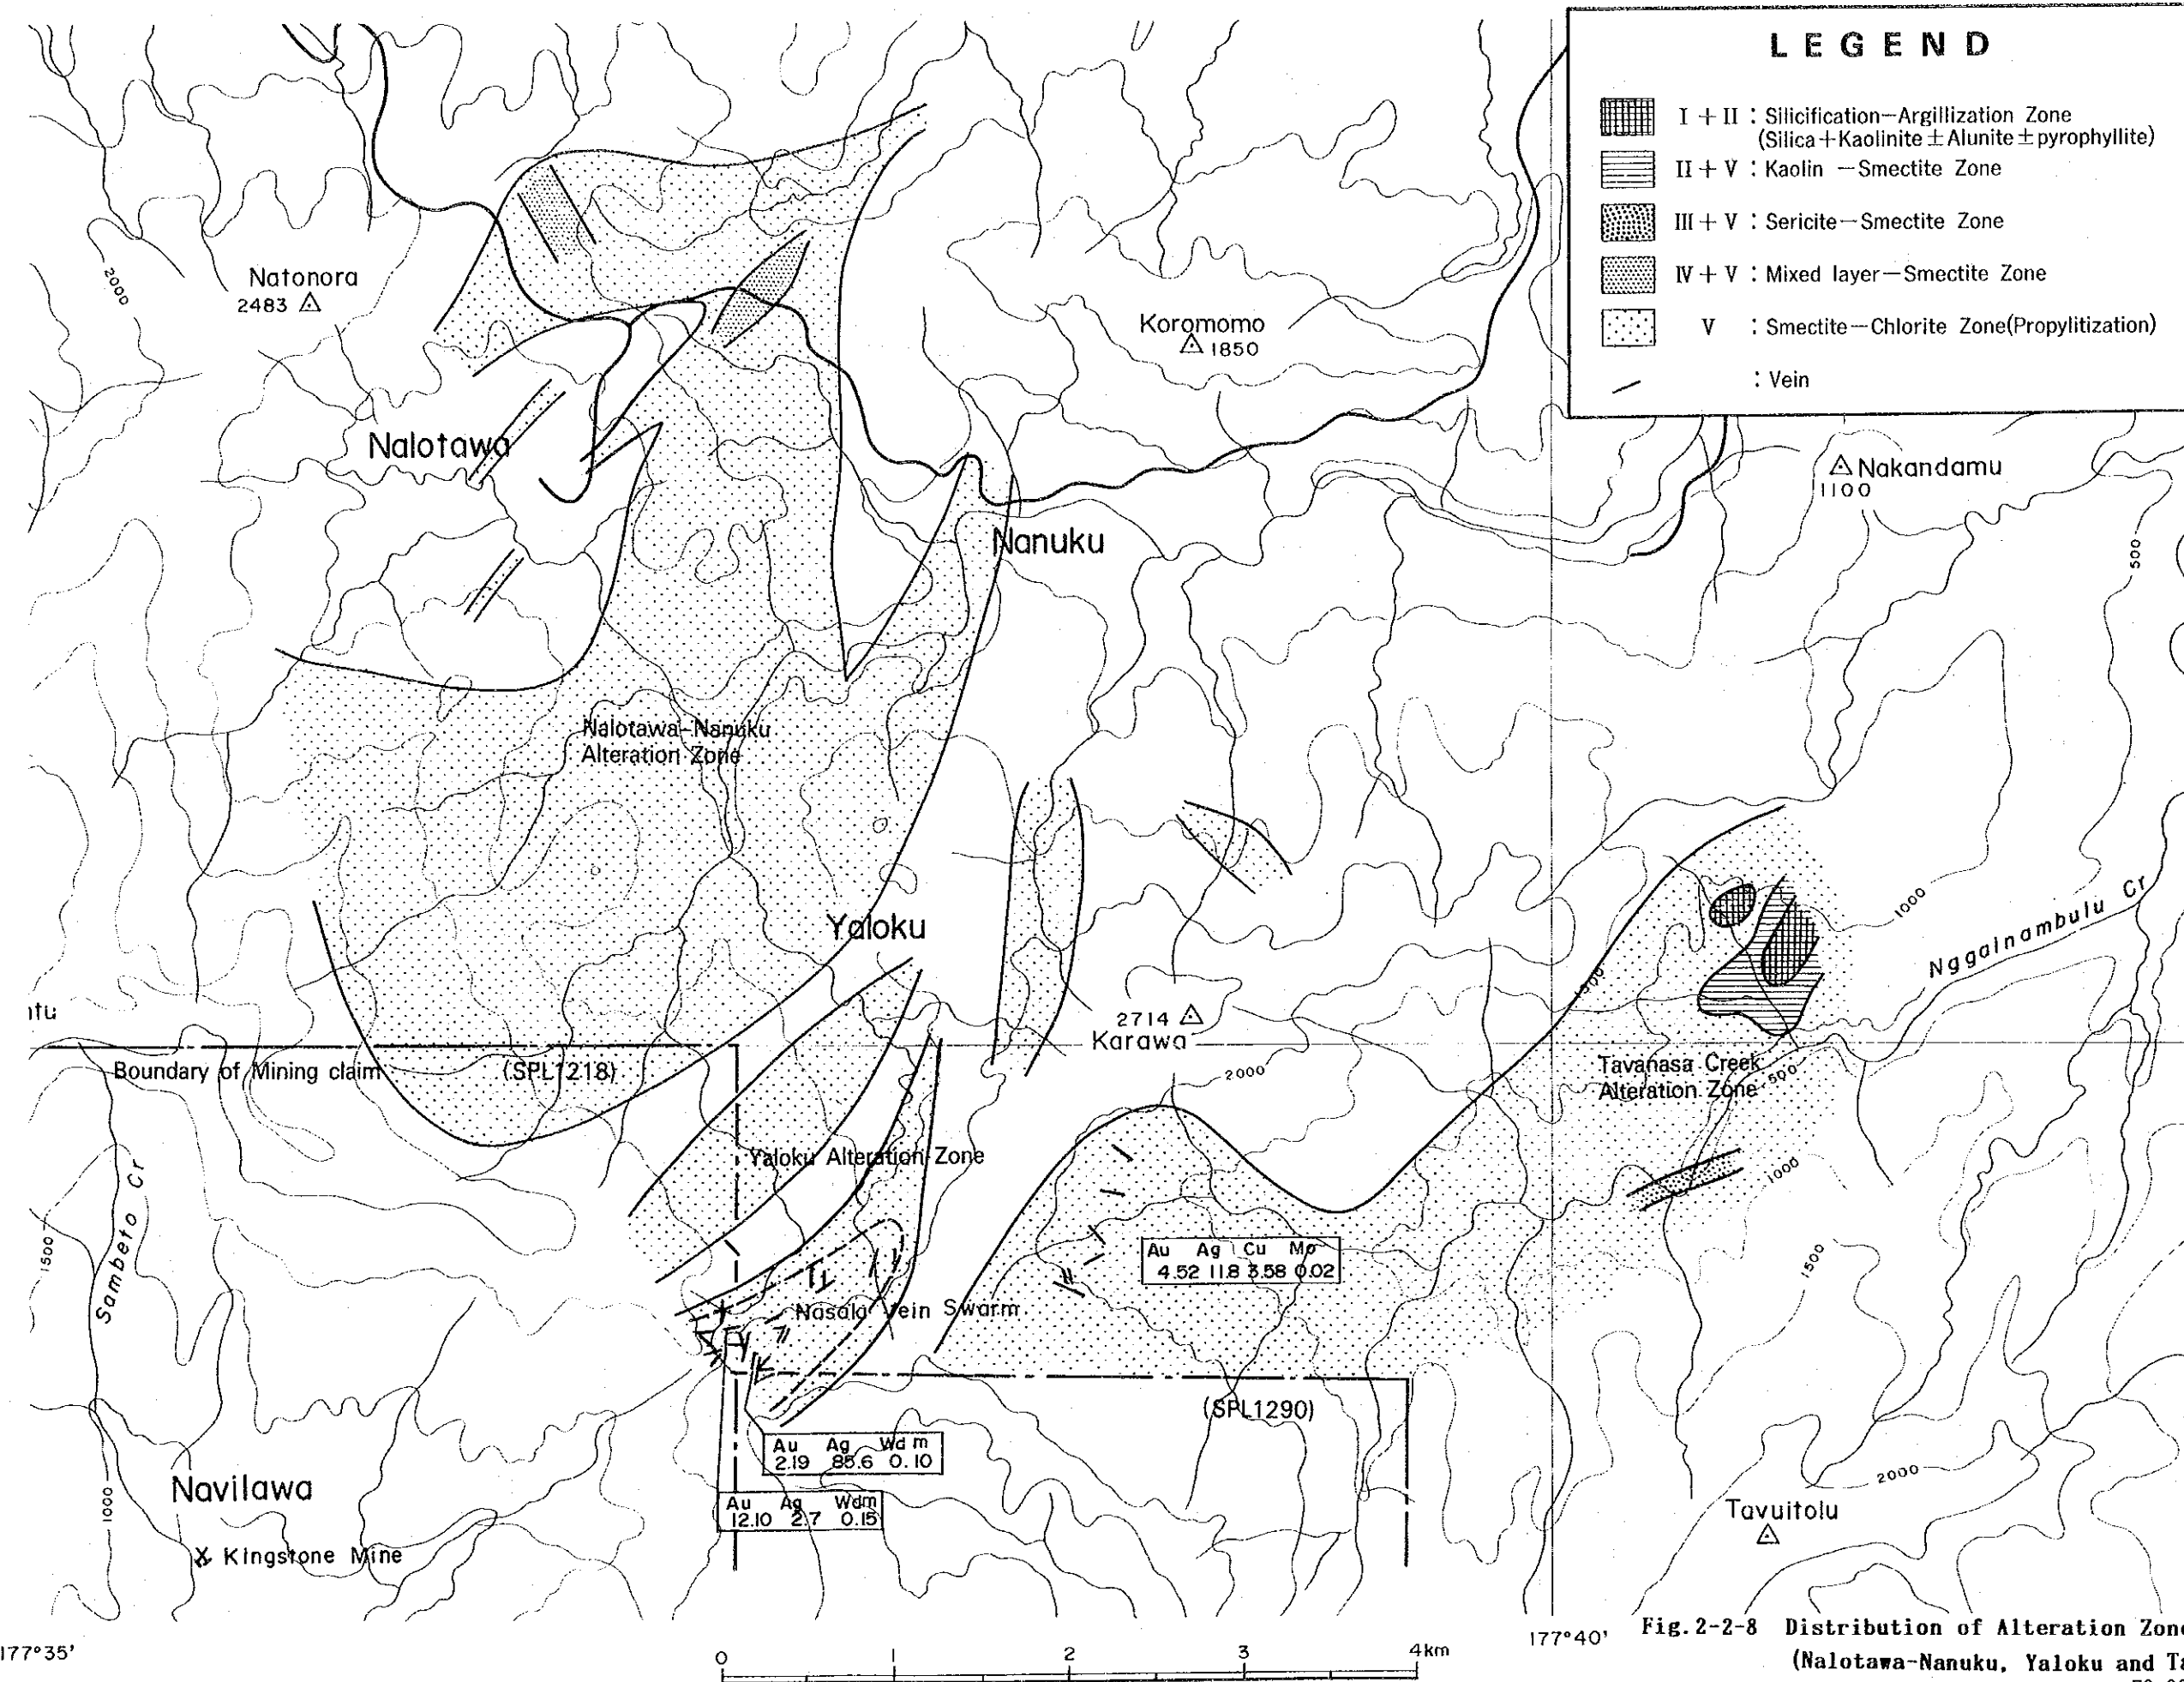 LEGEND
I + II : Silicification-Argillization Zone
(Silica+Kaolinite ± Alunite ± pyrophyllite)
II + V : Kaolin -Smectite Zone
III + V : Sericite-Smectite Zone
IV + V : Mixed layer-Smectite Zone
V : Smectite-Chlorite Zone(Propylitization)
: Vein
2000
Natonora
2483
Koromomo
1850
Nalotawa
Nakandamu
1100
Nanuku
500
Nalotawa-Nanuku
Alteration Zone
Yaloku
1000
Nggainambulu Cr
1500
2714
Karawa
2000
Boundary of Mining claim
(SPL1218)
Tavanasa Creek
Alteration Zone
500
Yaloku Alteration Zone
1000
Sambeto Cr
1500
1500
Au Ag Cu Mo
4.52 11.8 3.58 0.02
Nasala Vein Swarm
(SPL1290)
Au Ag Wd m
2.19 85.6 0.10
Au Ag Wdm
12.10 2.7 0.15
Navilawa
1000
Kingstone Mine
2000
Tavuitolu
177°35'
0 1 2 3 4km
177°40'
Fig.2-2-8 Distribution of Alteration Zone
(Nalotawa-Nanuku, Yaloku and Ta